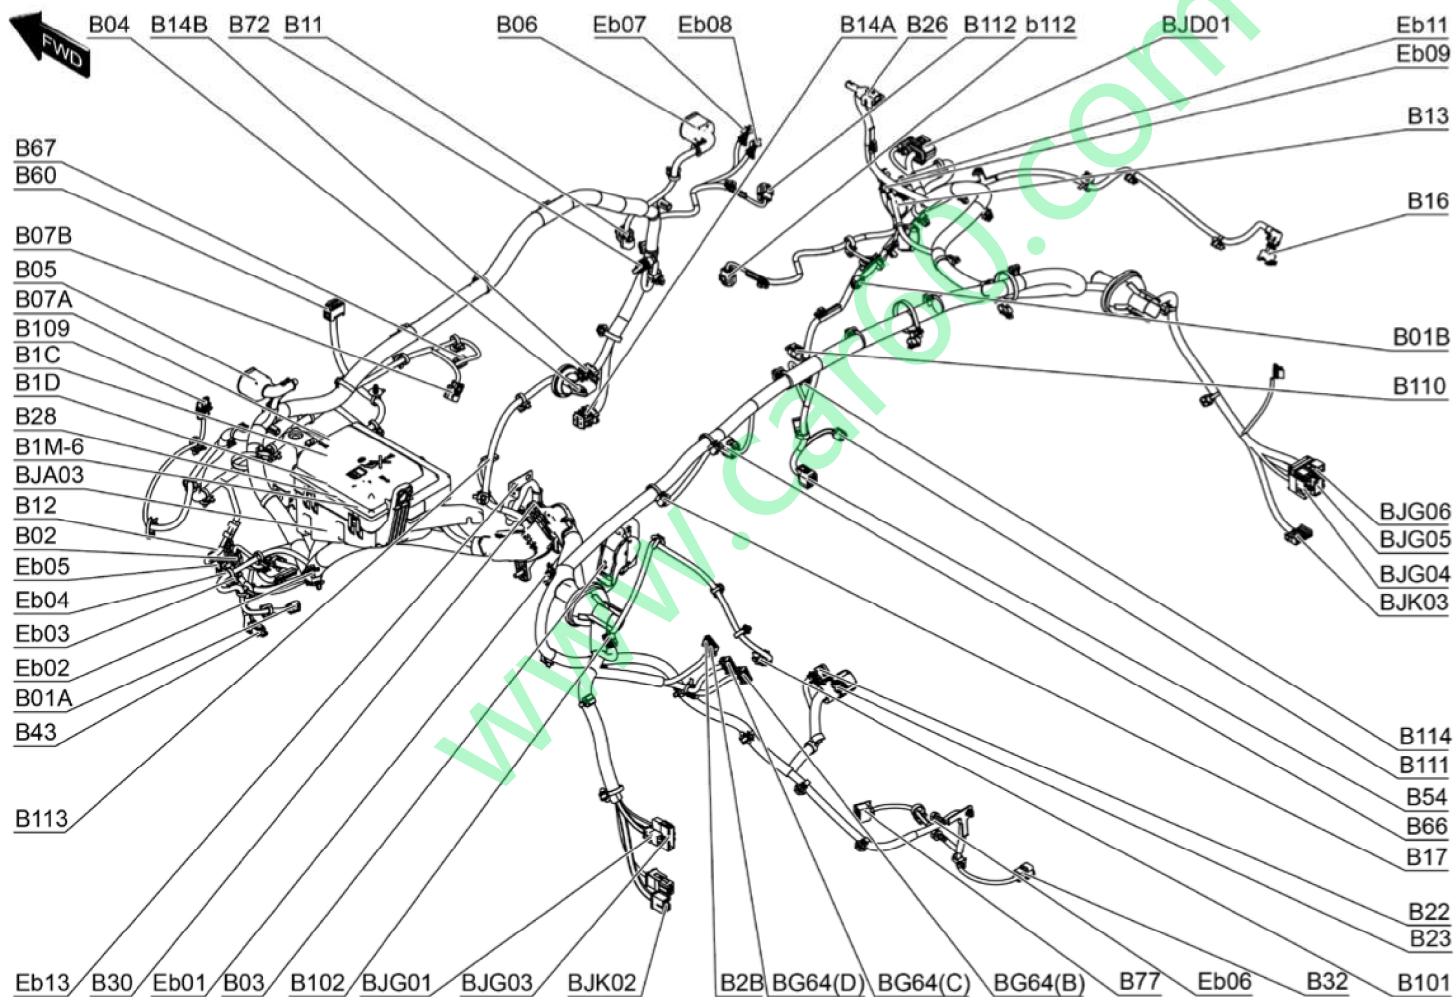 FWD
B04 B14B B72 B11 B06 Eb07 Eb08 B14A B26 B112 b112 BJD01 Eb11
Eb09
B13
B67
B60
B16
B07B
B05
B07A
B109
B01B
B1C
B1D
B110
B28
B1M-6
BJA03
B12
BJG06
B02
BJG05
Eb05
BJG04
Eb04
BJK03
Eb03
Eb02
B01A
B43
B114
B111
B54
B113
B66
B17
B22
B23
Eb13 B30 Eb01 B03 B102 BJG01 BJG03 BJK02 B2B BG64(D) BG64(C) BG64(B) B77 Eb06 B32 B101
www.car60.com